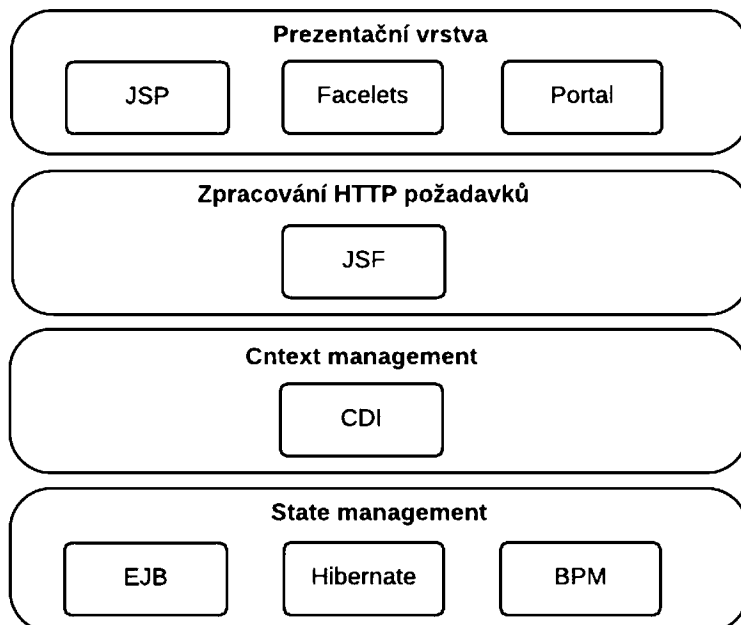 Prezentační vrstva
JSP Facelets Portal
Zpracování HTTP požadavků
JSF
Cntext management
CDI
State management
EJB Hibernate BPM